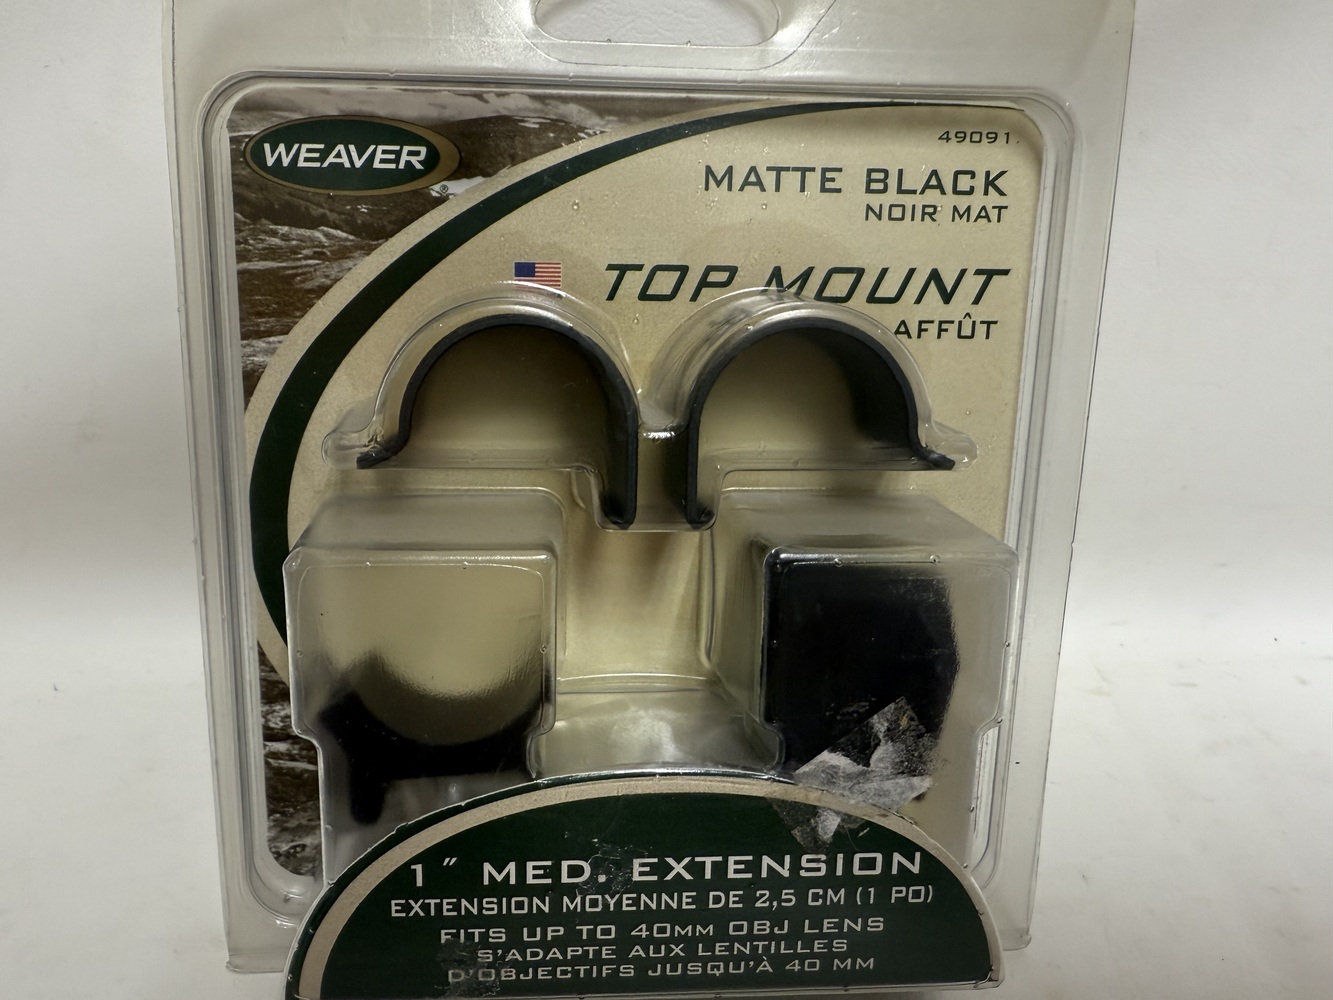 WEAVER
®
49091
MATTE BLACK
NOIR MAT
TOP MOUNT
AFFÛT
1" MED. EXTENSION
EXTENSION MOYENNE DE 2,5 CM (1 PO)
FITS UP TO 40MM OBJ LENS
S'ADAPTE AUX LENTILLES
D'OBJECTIFS JUSQU'À 40 MM